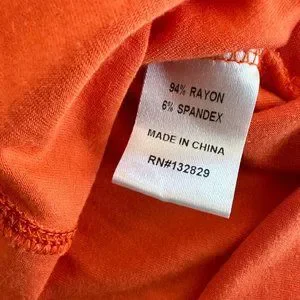 94% RAYON
6% SPANDEX
MADE IN CHINA
RN#132829